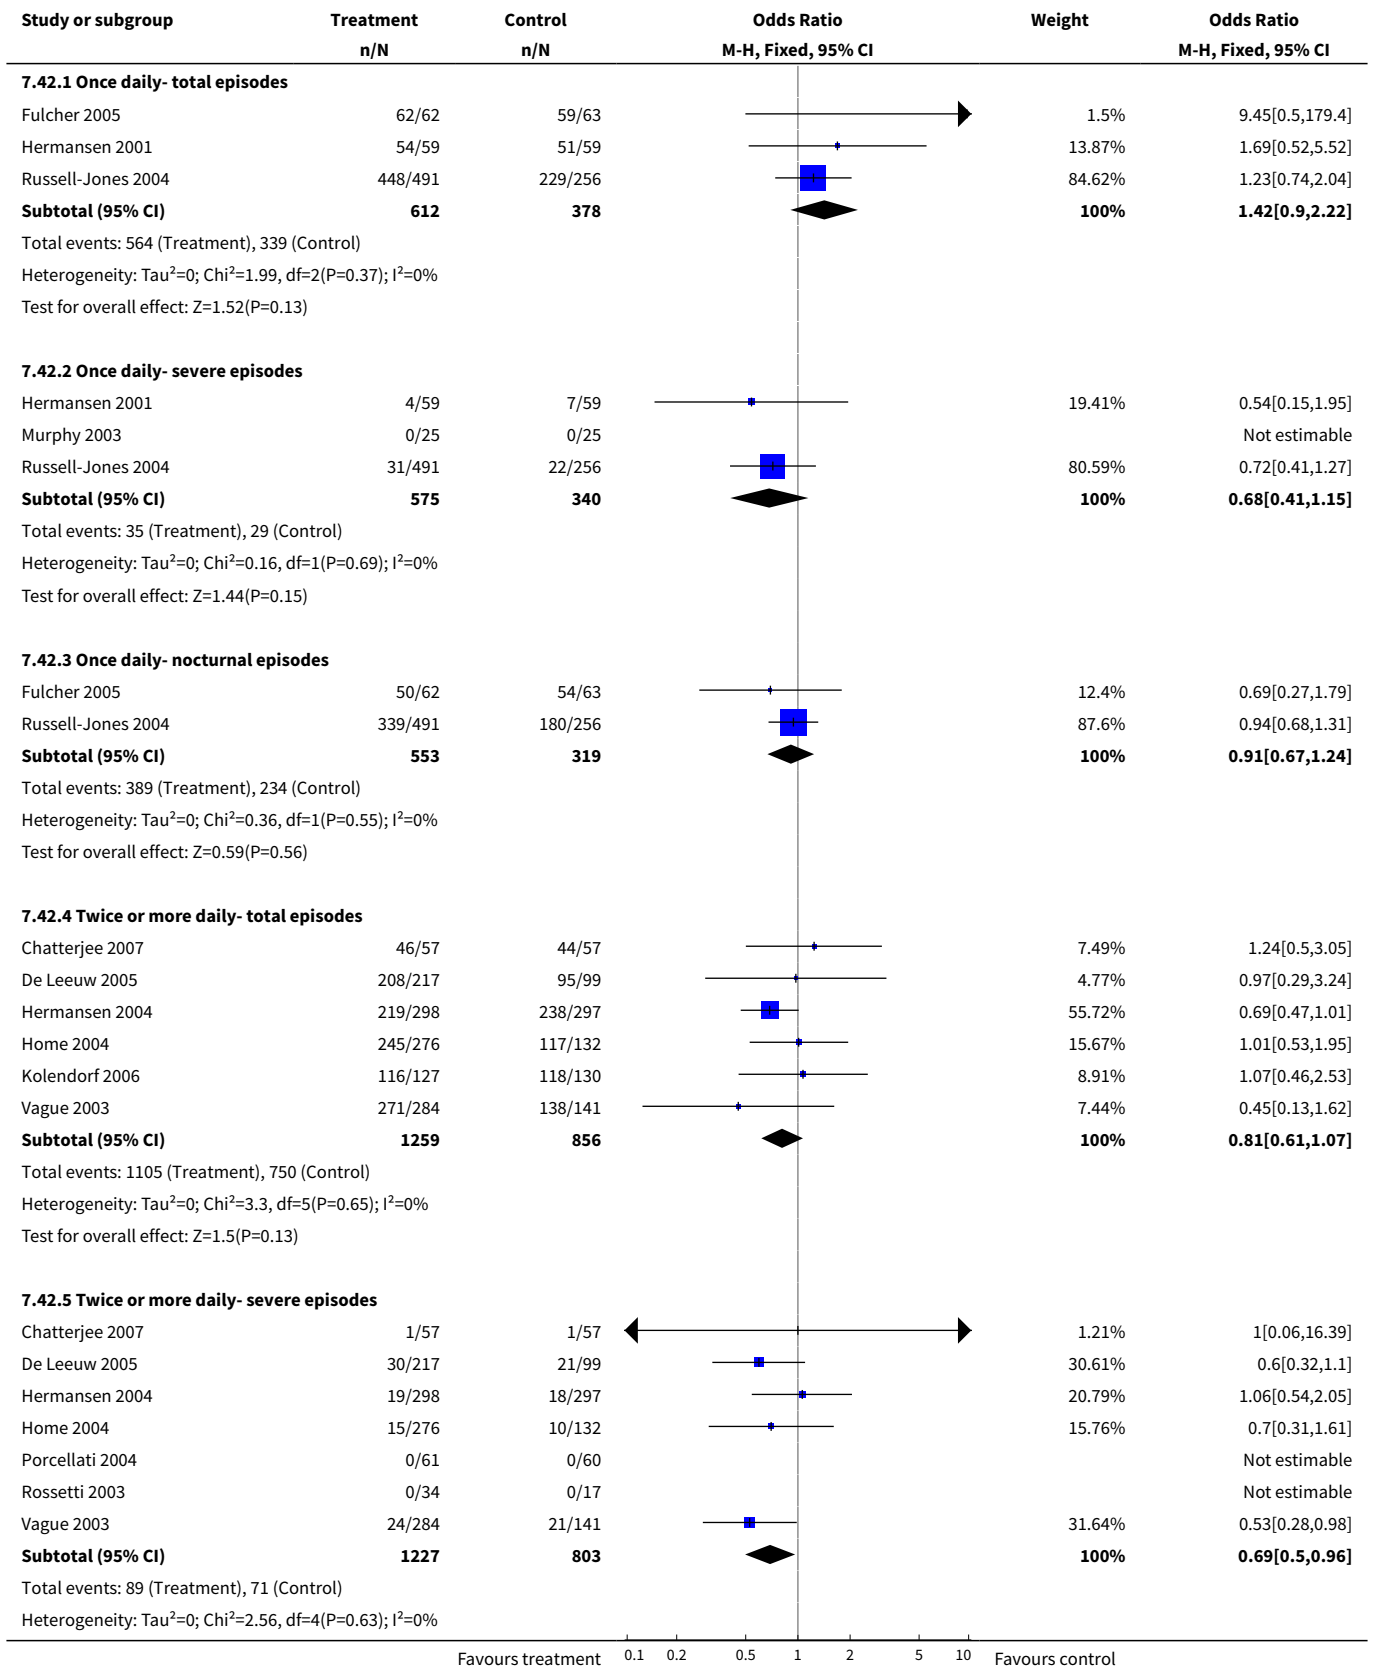 Study or subgroup Treatment Control Odds Ratio Weight Odds Ratio
n/N n/N M-H, Fixed, 95% CI M-H, Fixed, 95% CI
7.42.1 Once daily- total episodes
Fulcher 2005 62/62 59/63 1.5% 9.45[0.5,179.4]
Hermansen 2001 54/59 51/59 13.87% 1.69[0.52,5.52]
Russell-Jones 2004 448/491 229/256 84.62% 1.23[0.74,2.04]
Subtotal (95% CI) 612 378 100% 1.42[0.9,2.22]
Total events: 564 (Treatment), 339 (Control)
Heterogeneity: Tau²=0; Chi²=1.99, df=2(P=0.37); I²=0%
Test for overall effect: Z=1.52(P=0.13)
7.42.2 Once daily- severe episodes
Hermansen 2001 4/59 7/59 19.41% 0.54[0.15,1.95]
Murphy 2003 0/25 0/25 Not estimable
Russell-Jones 2004 31/491 22/256 80.59% 0.72[0.41,1.27]
Subtotal (95% CI) 575 340 100% 0.68[0.41,1.15]
Total events: 35 (Treatment), 29 (Control)
Heterogeneity: Tau²=0; Chi²=0.16, df=1(P=0.69); I²=0%
Test for overall effect: Z=1.44(P=0.15)
7.42.3 Once daily- nocturnal episodes
Fulcher 2005 50/62 54/63 12.4% 0.69[0.27,1.79]
Russell-Jones 2004 339/491 180/256 87.6% 0.94[0.68,1.31]
Subtotal (95% CI) 553 319 100% 0.91[0.67,1.24]
Total events: 389 (Treatment), 234 (Control)
Heterogeneity: Tau²=0; Chi²=0.36, df=1(P=0.55); I²=0%
Test for overall effect: Z=0.59(P=0.56)
7.42.4 Twice or more daily- total episodes
Chatterjee 2007 46/57 44/57 7.49% 1.24[0.5,3.05]
De Leeuw 2005 208/217 95/99 4.77% 0.97[0.29,3.24]
Hermansen 2004 219/298 238/297 55.72% 0.69[0.47,1.01]
Home 2004 245/276 117/132 15.67% 1.01[0.53,1.95]
Kolendorf 2006 116/127 118/130 8.91% 1.07[0.46,2.53]
Vague 2003 271/284 138/141 7.44% 0.45[0.13,1.62]
Subtotal (95% CI) 1259 856 100% 0.81[0.61,1.07]
Total events: 1105 (Treatment), 750 (Control)
Heterogeneity: Tau²=0; Chi²=3.3, df=5(P=0.65); I²=0%
Test for overall effect: Z=1.5(P=0.13)
7.42.5 Twice or more daily- severe episodes
Chatterjee 2007 1/57 1/57 1.21% 1[0.06,16.39]
De Leeuw 2005 30/217 21/99 30.61% 0.6[0.32,1.1]
Hermansen 2004 19/298 18/297 20.79% 1.06[0.54,2.05]
Home 2004 15/276 10/132 15.76% 0.7[0.31,1.61]
Porcellati 2004 0/61 0/60 Not estimable
Rossetti 2003 0/34 0/17 Not estimable
Vague 2003 24/284 21/141 31.64% 0.53[0.28,0.98]
Subtotal (95% CI) 1227 803 100% 0.69[0.5,0.96]
Total events: 89 (Treatment), 71 (Control)
Heterogeneity: Tau²=0; Chi²=2.56, df=4(P=0.63); I²=0%
Favours treatment 0.1 0.2 0.5 1 2 5 10 Favours control